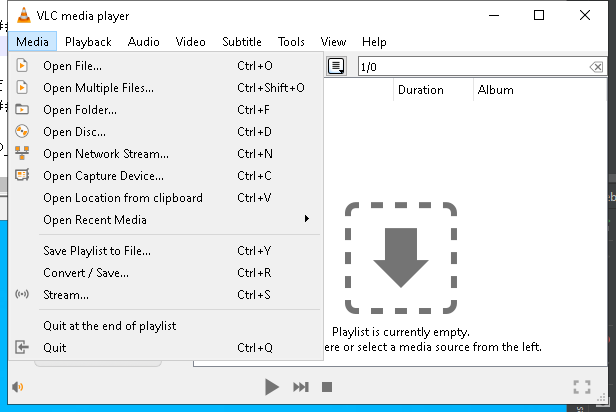 VLC media player
Media Playback Audio Video Subtitle Tools View Help
Open File... Ctrl+O
1/0
Open Multiple Files... Ctrl+Shift+O
Duration Album
Open Folder... Ctrl+F
Open Disc... Ctrl+D
Open Network Stream... Ctrl+N
Open Capture Device... Ctrl+C
Open Location from clipboard Ctrl+V
Open Recent Media
Save Playlist to File... Ctrl+Y
Convert / Save... Ctrl+R
Stream... Ctrl+S
Quit at the end of playlist
Playlist is currently empty.
Quit Ctrl+Q
ere or select a media source from the left.